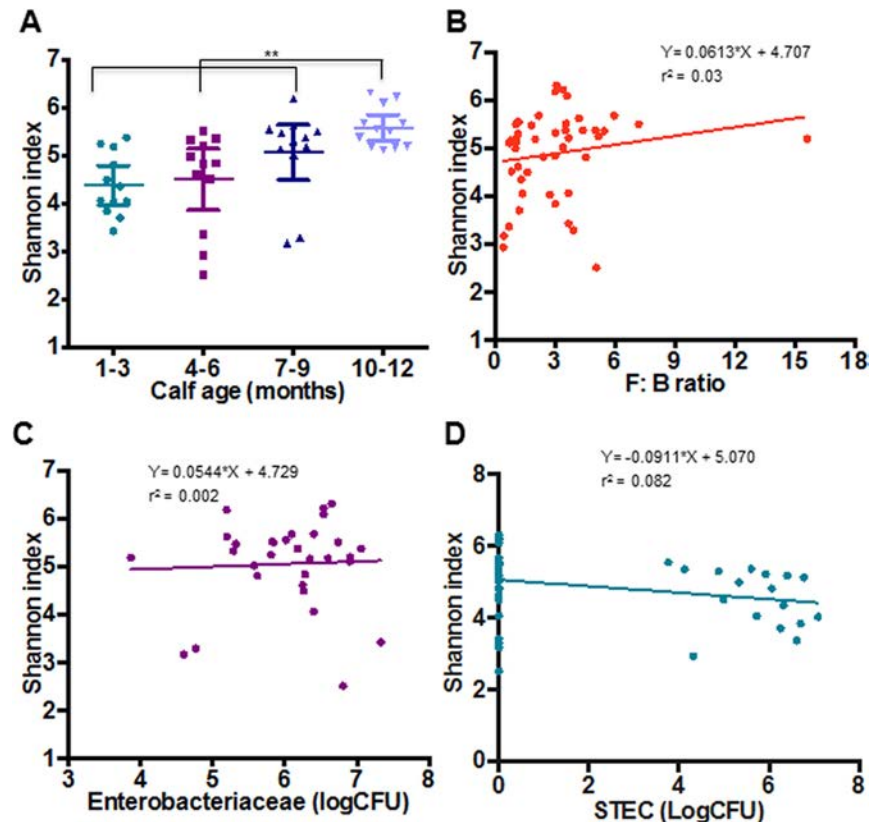 A
**
7
6
5
4
3
2
1
Shannon index
1-3 4-6 7-9 10-12
Calf age (months)
B
Y= 0.0613*X + 4.707
r² = 0.03
7
6
5
4
3
2
1
Shannon index
0 3 6 9 12 15 18
F: B ratio
C
Y= 0.0544*X + 4.729
r² = 0.002
7
6
5
4
3
2
1
Shannon index
3 4 5 6 7 8
Enterobacteriaceae (logCFU)
D
Y= -0.0911*X + 5.070
r² = 0.082
8
6
4
2
0
Shannon index
0 2 4 6 8
STEC (LogCFU)